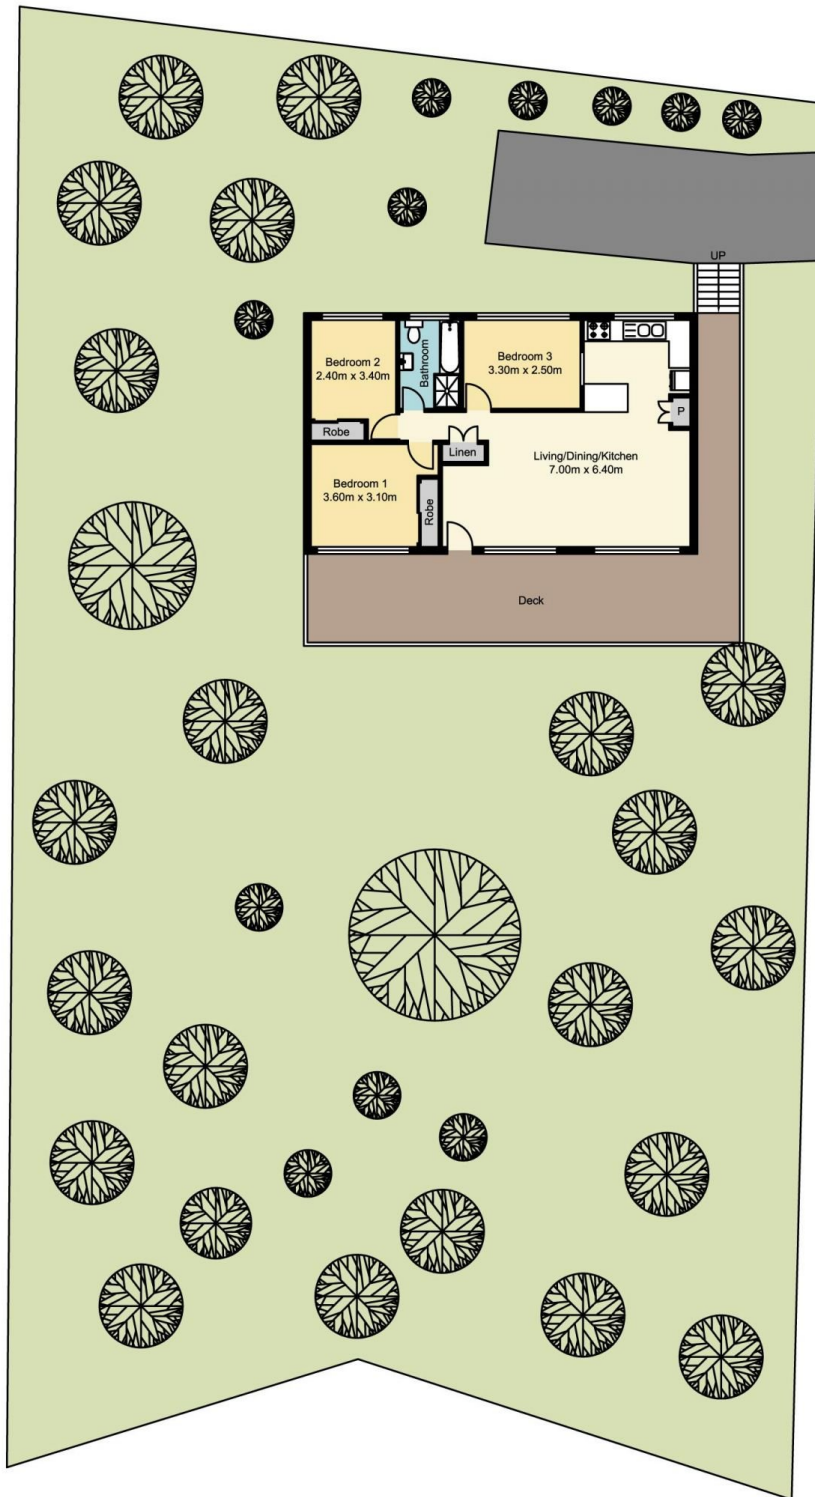 UP
Bedroom 2
2.40m x 3.40m
Bathroom
Bedroom 3
3.30m x 2.50m
P
Robe
Linen
Living/Dining/Kitchen
7.00m x 6.40m
Bedroom 1
3.60m x 3.10m
Robe
Deck